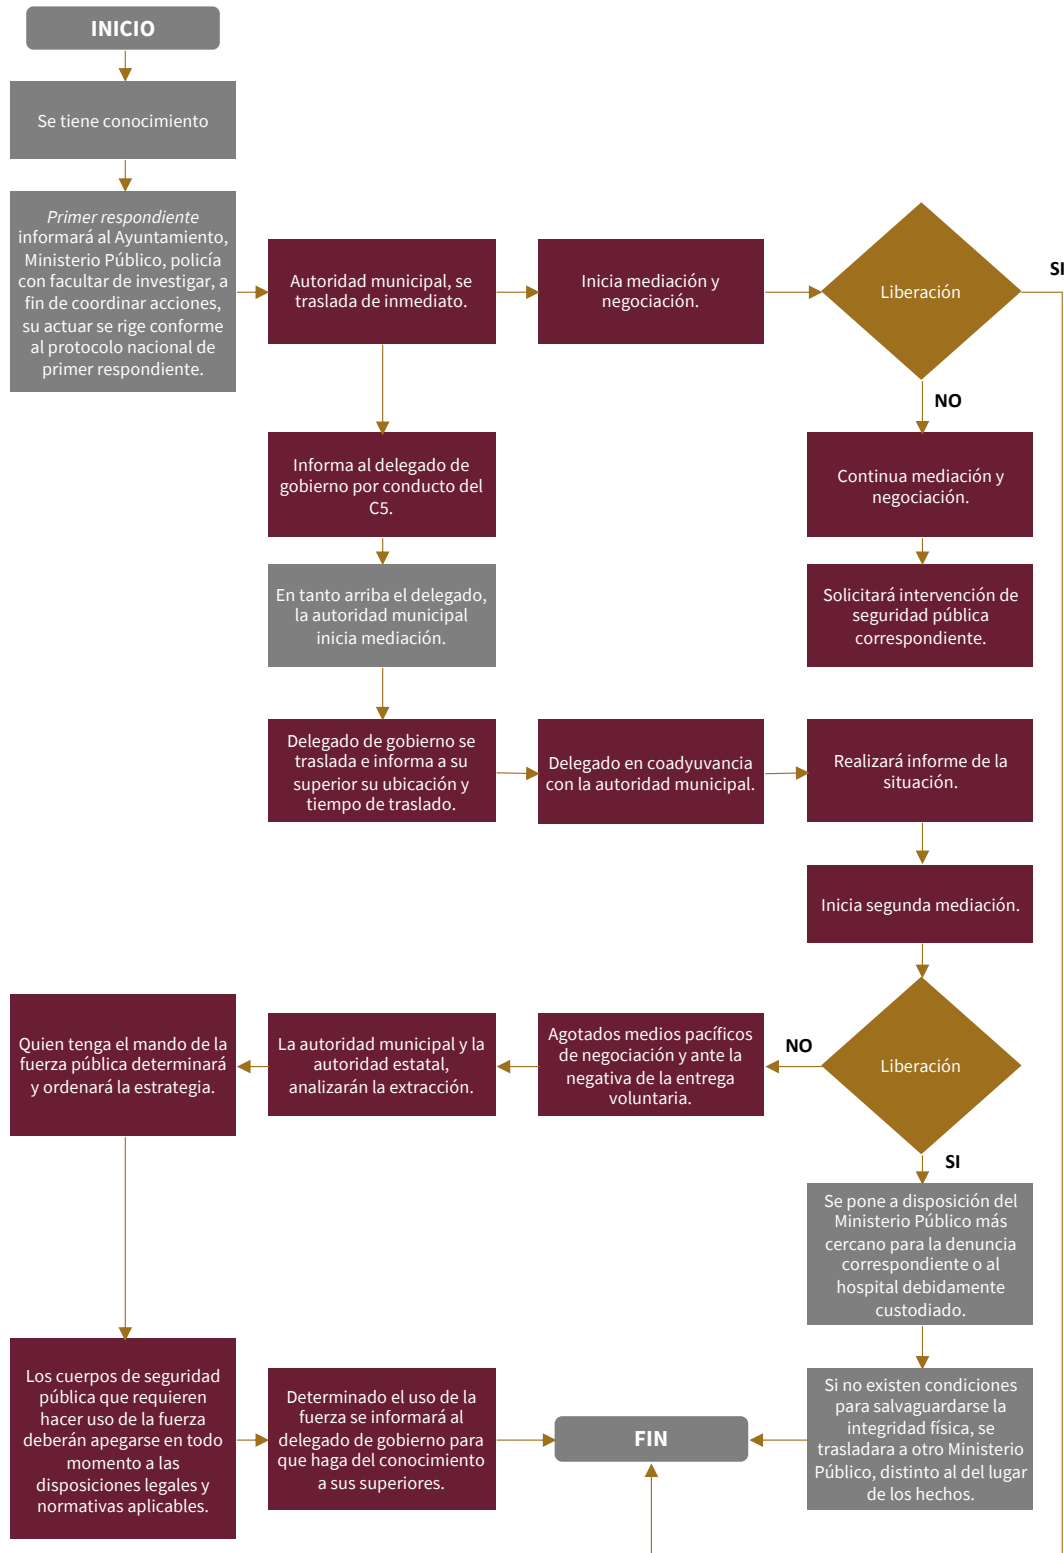 INICIO
Se tiene conocimiento
Primer respondiente
informará al Ayuntamiento,
Ministerio Público, policía
con facultar de investigar, a
fin de coordinar acciones,
su actuar se rige conforme
al protocolo nacional de
primer respondiente.
Autoridad municipal, se
traslada de inmediato.
Inicia mediación y
negociación.
Liberación
SI
NO
Informa al delegado de
gobierno por conducto del
C5.
Continua mediación y
negociación.
En tanto arriba el delegado,
la autoridad municipal
inicia mediación.
Solicitará intervención de
seguridad pública
correspondiente.
Delegado de gobierno se
traslada e informa a su
superior su ubicación y
tiempo de traslado.
Delegado en coadyuvancia
con la autoridad municipal.
Realizará informe de la
situación.
Inicia segunda mediación.
Liberación
NO
SI
Agotados medios pacíficos
de negociación y ante la
negativa de la entrega
voluntaria.
La autoridad municipal y la
autoridad estatal,
analizarán la extracción.
Quien tenga el mando de la
fuerza pública determinará
y ordenará la estrategia.
Se pone a disposición del
Ministerio Público más
cercano para la denuncia
correspondiente o al
hospital debidamente
custodiado.
Los cuerpos de seguridad
pública que requieren
hacer uso de la fuerza
deberán apegarse en todo
momento a las
disposiciones legales y
normativas aplicables.
Determinado el uso de la
fuerza se informará al
delegado de gobierno para
que haga del conocimiento
a sus superiores.
FIN
Si no existen condiciones
para salvaguardarse la
integridad física, se
trasladara a otro Ministerio
Público, distinto al del lugar
de los hechos.